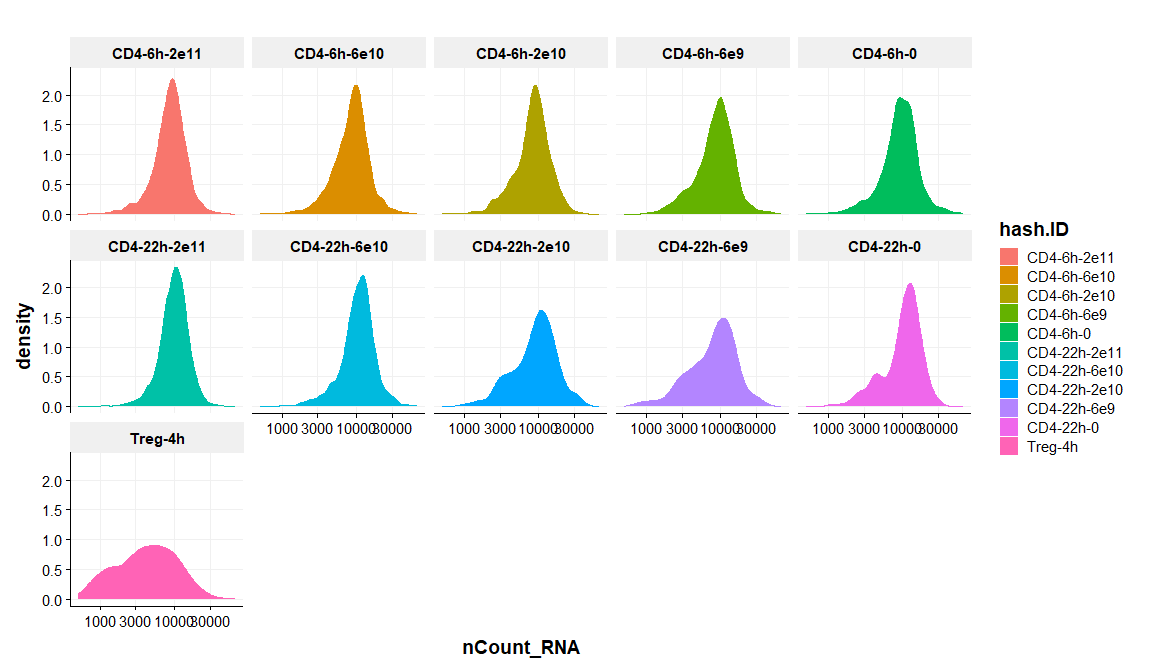 CD4-6h-2e11 CD4-6h-6e10 CD4-6h-2e10 CD4-6h-6e9 CD4-6h-0
2.0
1.5
1.0
0.5
0.0
CD4-22h-2e11 CD4-22h-6e10 CD4-22h-2e10 CD4-22h-6e9 CD4-22h-0
2.0
1.5
1.0
0.5
0.0
1000 3000 10000 30000 1000 3000 10000 30000 1000 3000 10000 30000 1000 3000 10000 30000
Treg-4h
2.0
1.5
1.0
0.5
0.0
1000 3000 10000 30000
density
nCount_RNA
hash.ID
CD4-6h-2e11
CD4-6h-6e10
CD4-6h-2e10
CD4-6h-6e9
CD4-6h-0
CD4-22h-2e11
CD4-22h-6e10
CD4-22h-2e10
CD4-22h-6e9
CD4-22h-0
Treg-4h